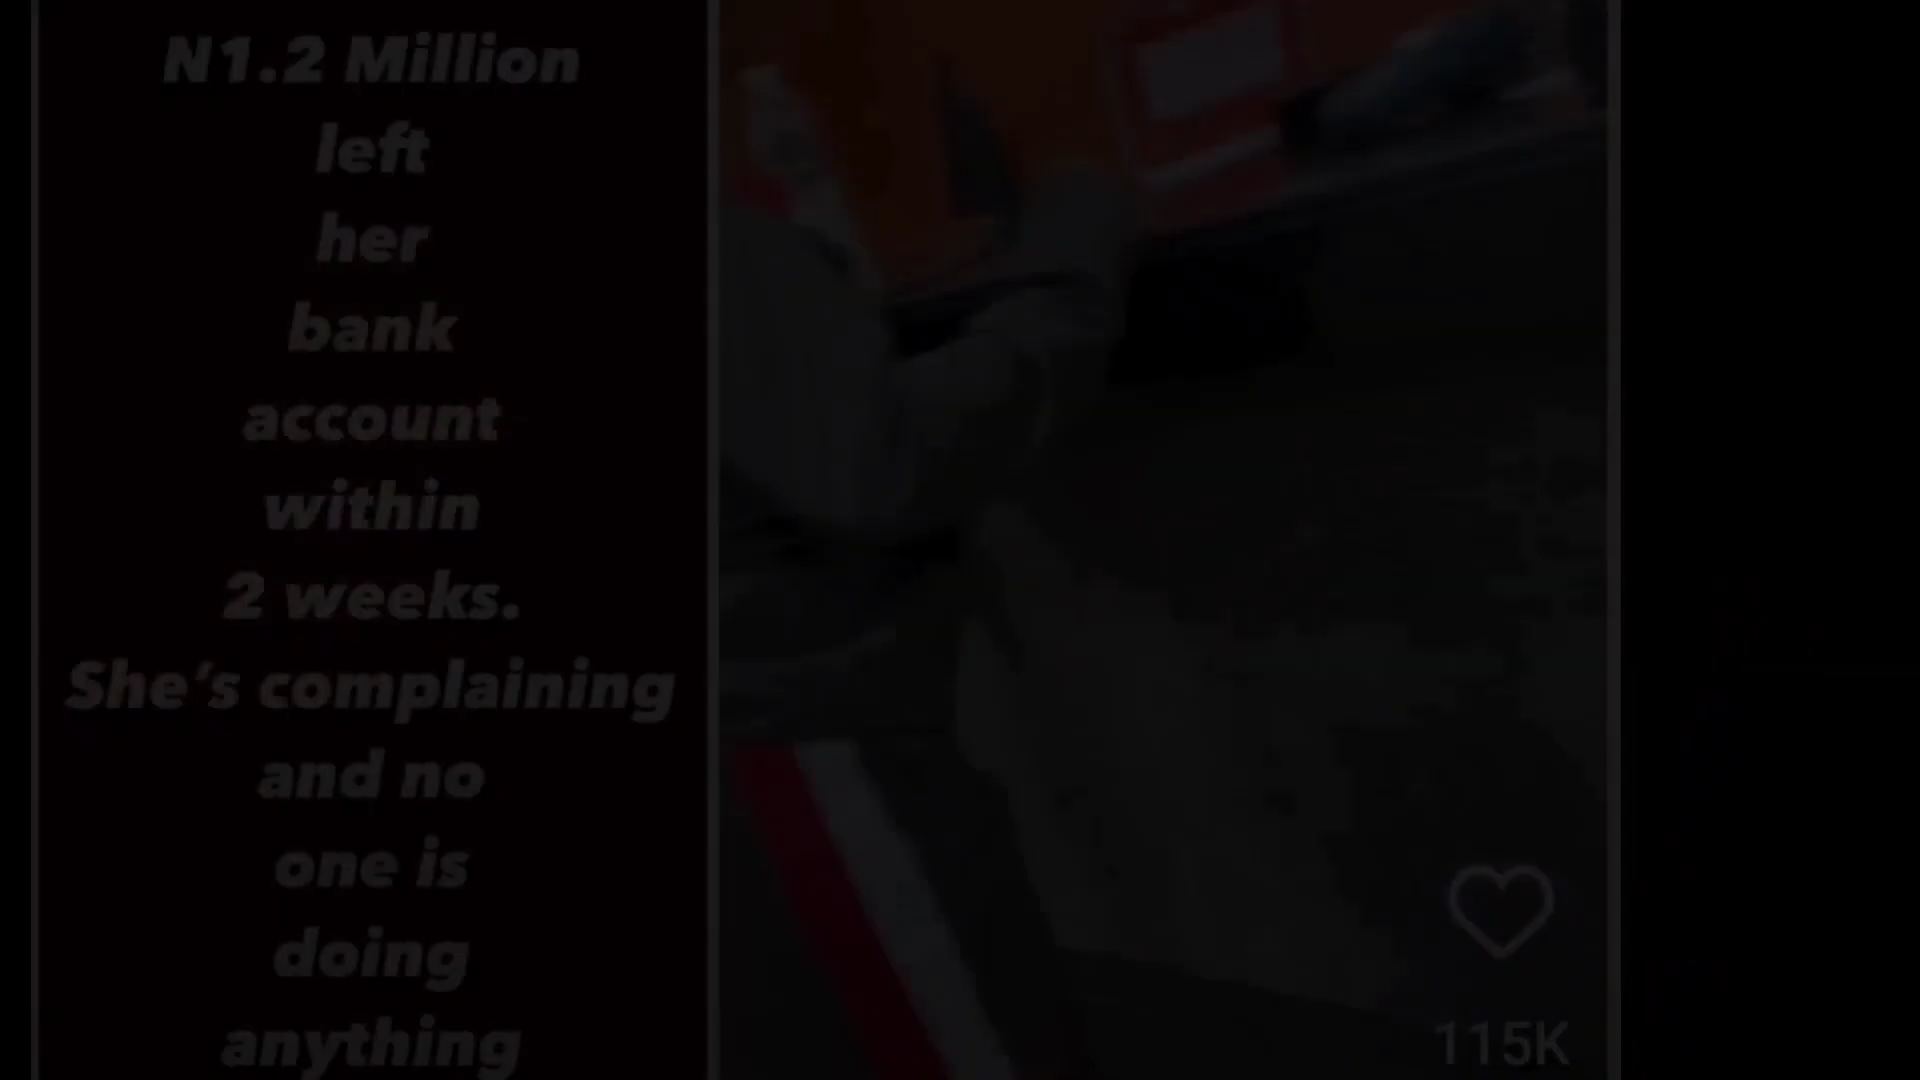 N1.2 Million
left
her
bank
account
within
2 weeks.
She's complaining
and no
one is
doing
anything
115K